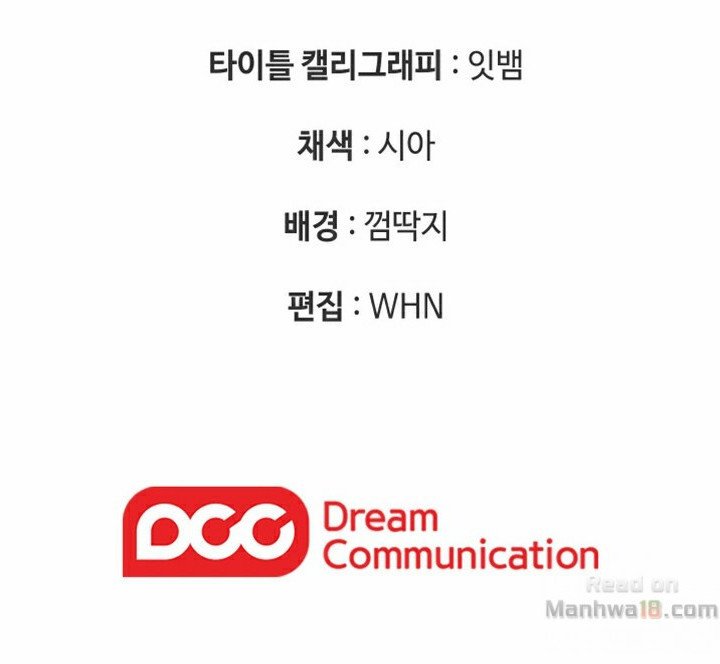 타이틀 캘리그래피 : 잇뱀
채색 : 시아
배경 : 껌딱지
편집 : WHN
DCC Dream
Communication
Read on
Manhwa18.com